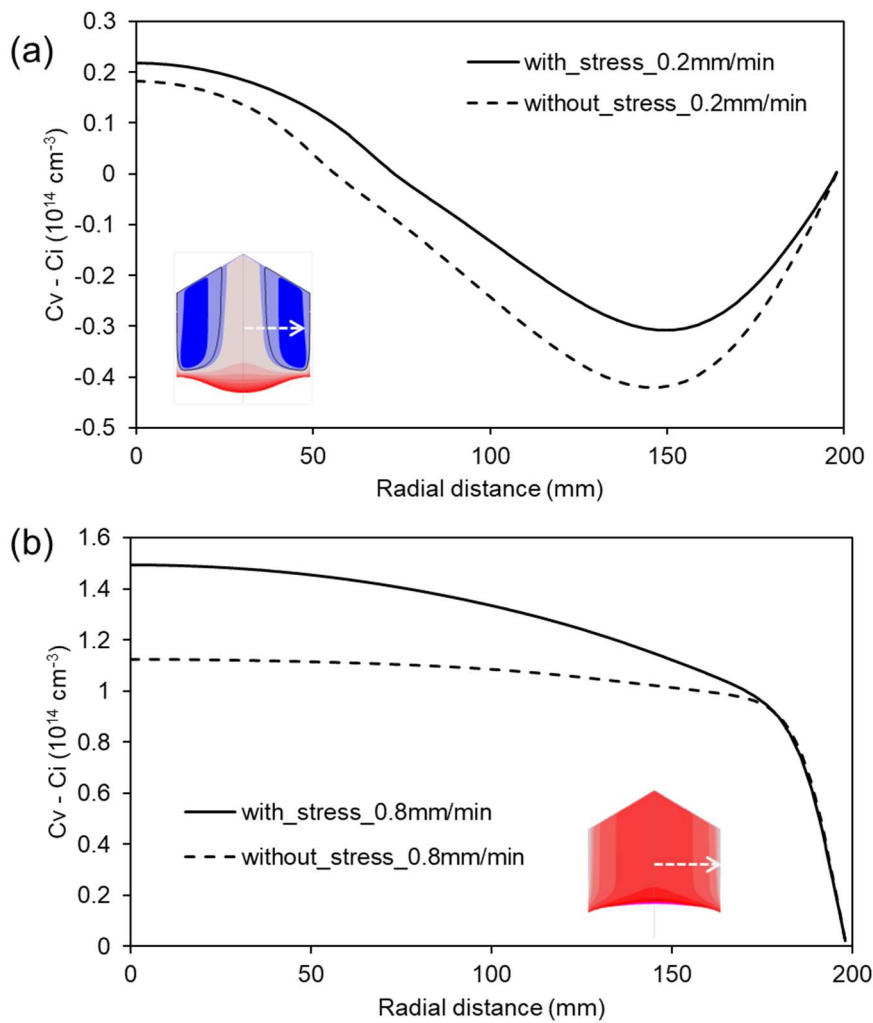 (a)
0.3
0.2
0.1
0
-0.1
-0.2
-0.3
-0.4
-0.5
Cv - Ci (10¹⁴ cm⁻³)
with_stress_0.2mm/min
without_stress_0.2mm/min
0 50 100 150 200
Radial distance (mm)
(b)
1.6
1.4
1.2
1
0.8
0.6
0.4
0.2
0
Cv - Ci (10¹⁴ cm⁻³)
with_stress_0.8mm/min
without_stress_0.8mm/min
0 50 100 150 200
Radial distance (mm)